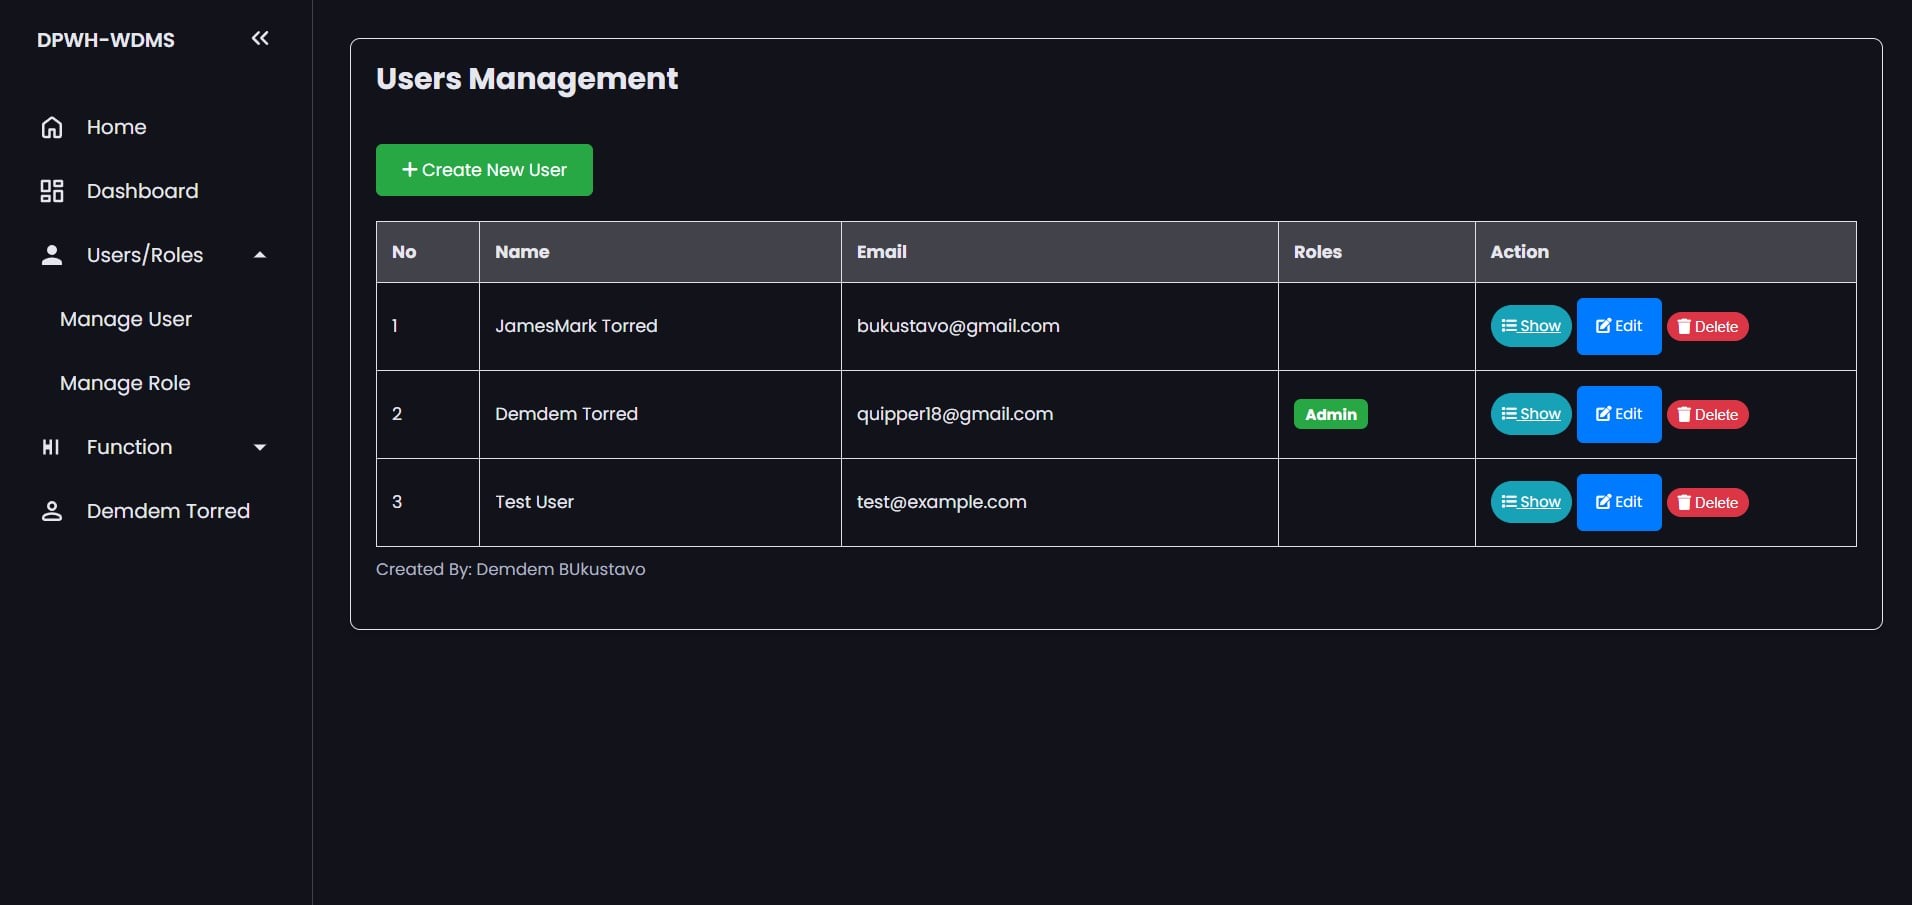 DPWH-WDMS
Home
Dashboard
Users/Roles
Manage User
Manage Role
Function
Demdem Torred
Users Management
Create New User
No Name Email Roles Action
1 JamesMark Torred bukustavo@gmail.com Show Edit Delete
2 Demdem Torred quipper18@gmail.com Admin Show Edit Delete
3 Test User test@example.com Show Edit Delete
Created By: Demdem BUkustavo